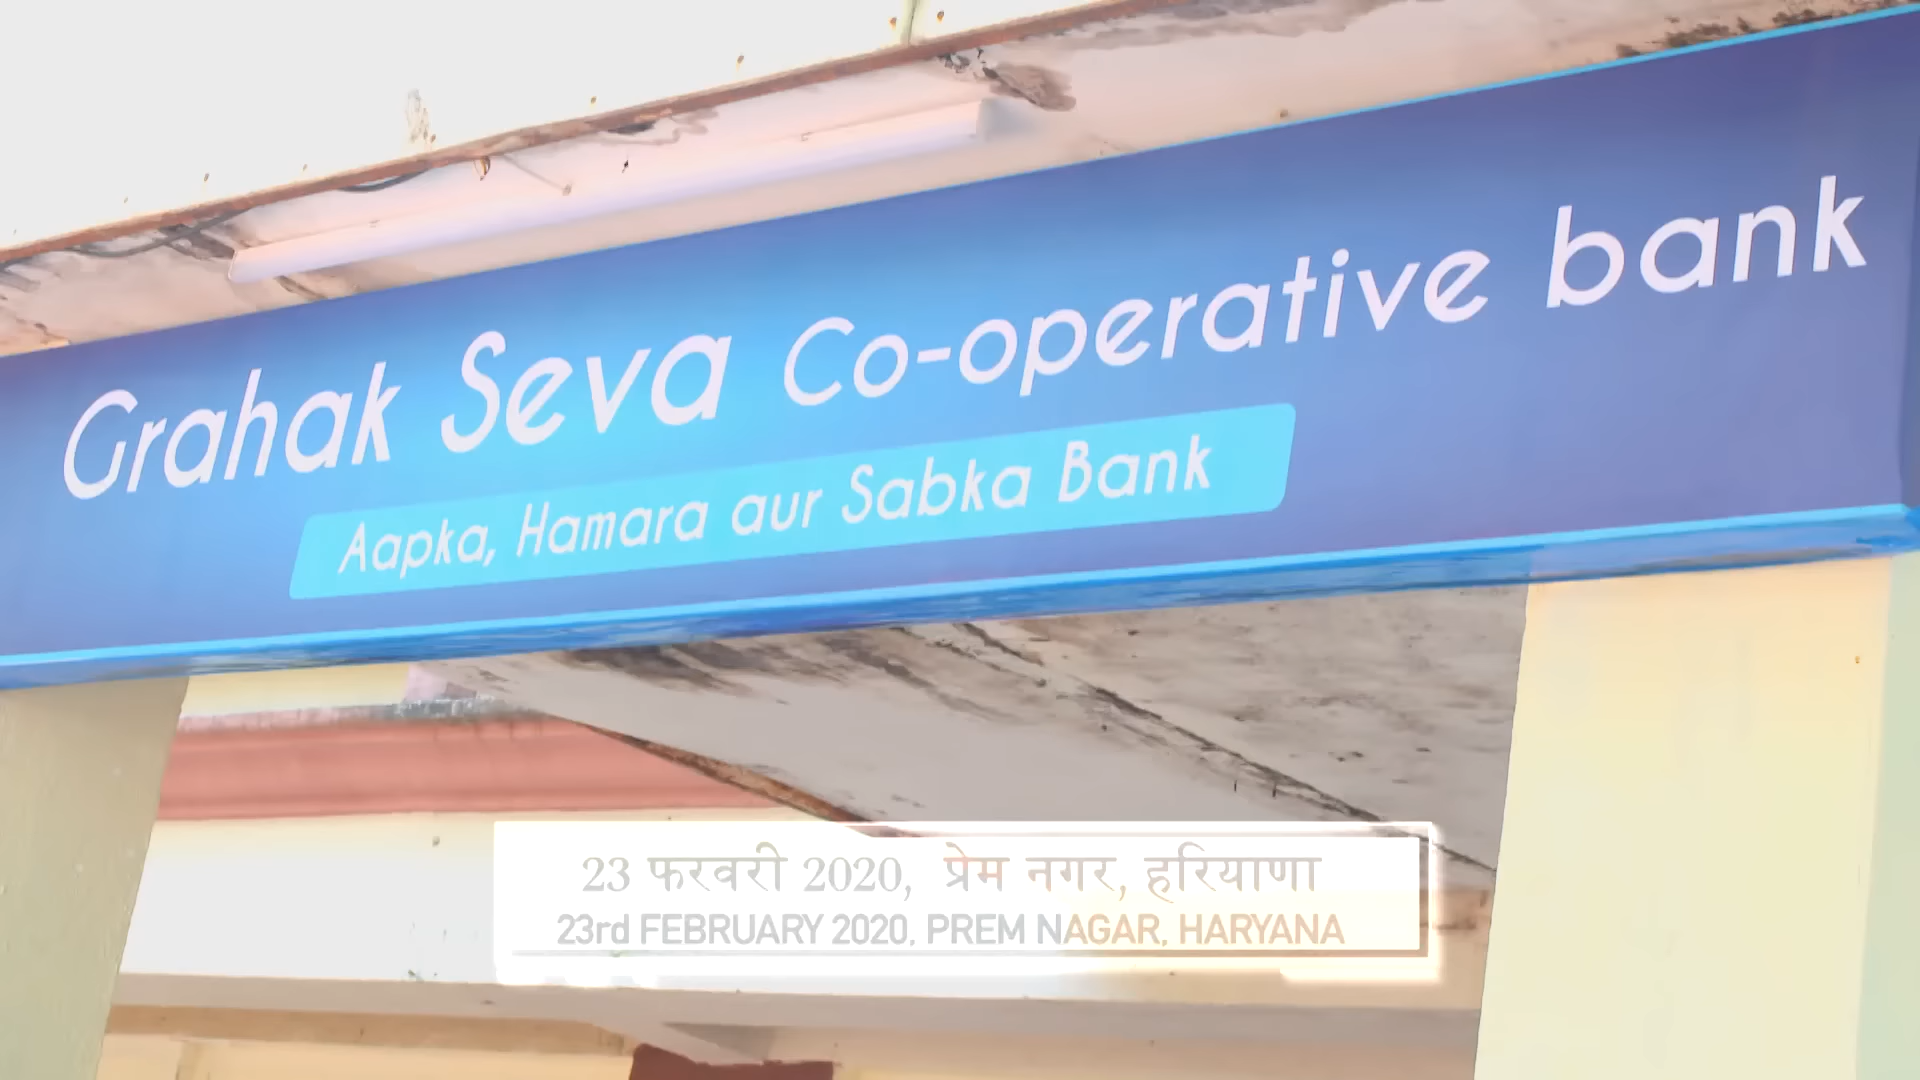 Grahak Seva Co-operative bank
Aapka, Hamara aur Sabka Bank
23 फरवरी 2020, प्रेम नगर, हरियाणा
23rd FEBRUARY 2020, PREM NAGAR, HARYANA